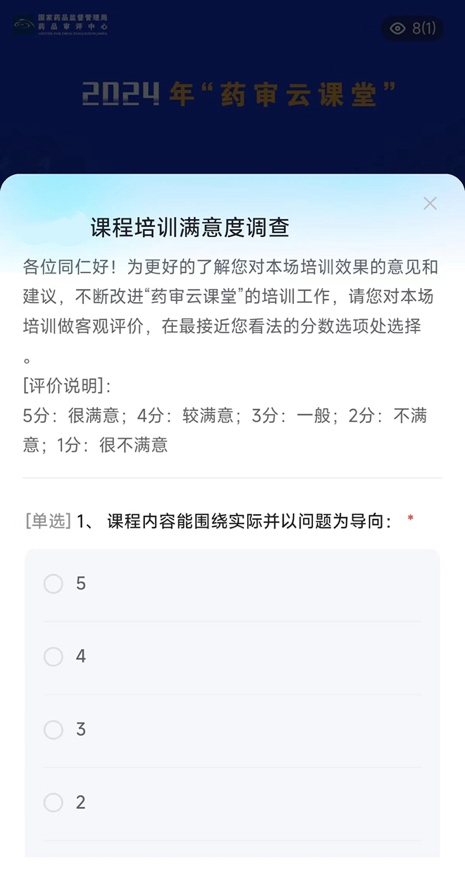 国家药品监督管理局
药品审评中心
8(1)
2024年“药审云课堂”
课程培训满意度调查
各位同仁好！为更好的了解您对本场培训效果的意见和
建议，不断改进“药审云课堂”的培训工作，请您对本场
培训做客观评价，在最接近您看法的分数选项处选择
。
[评价说明]：
5分：很满意；4分：较满意；3分：一般；2分：不满
意；1分：很不满意
[单选] 1、 课程内容能围绕实际并以问题为导向： *
5
4
3
2